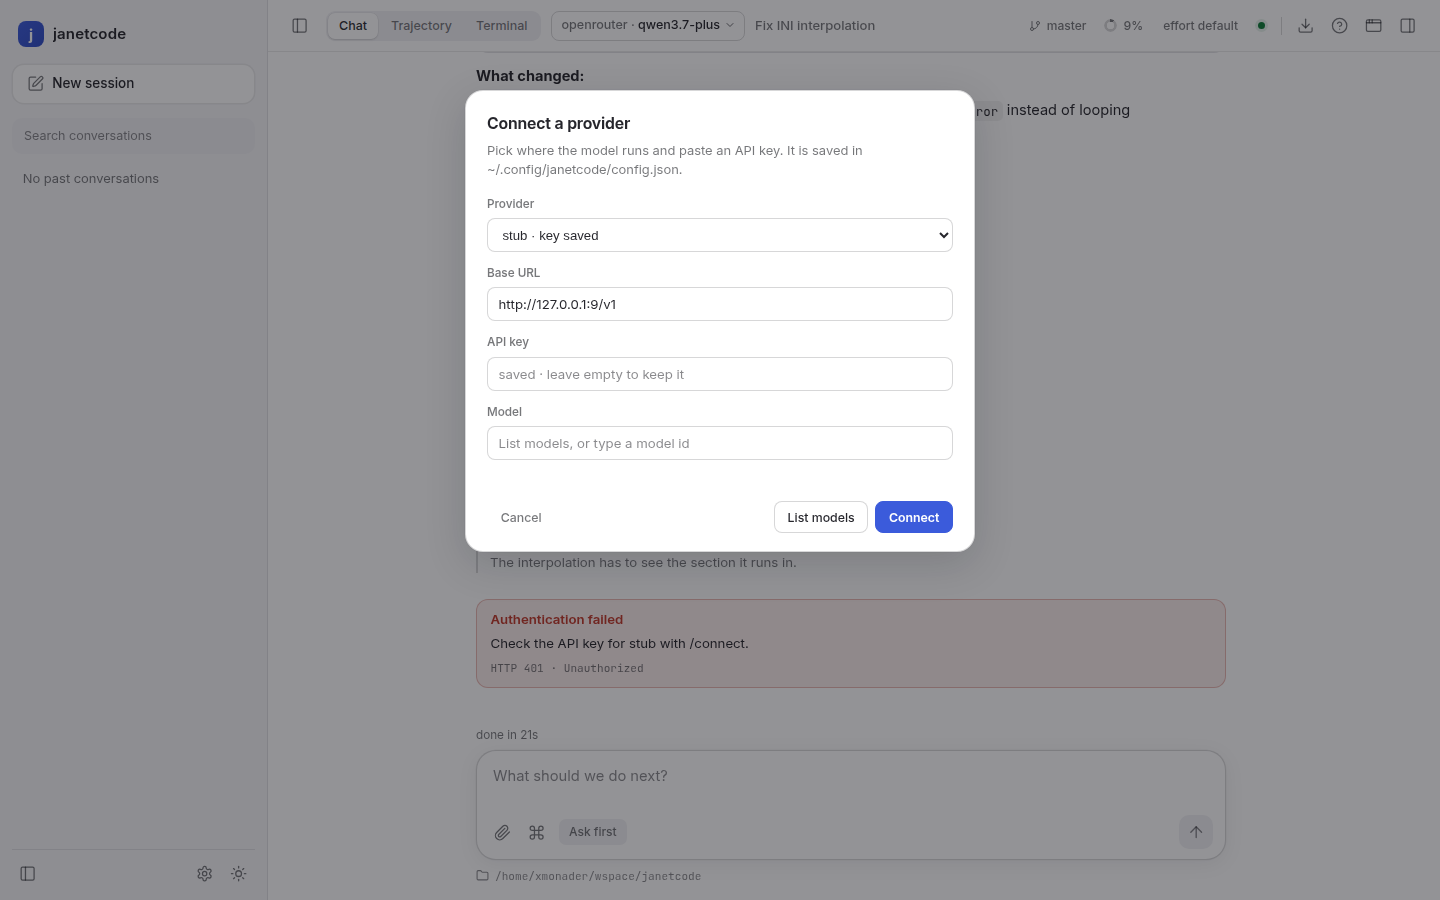 janetcode
New session
Search conversations
No past conversations
Chat
Trajectory
Terminal
openrouter · qwen3.7-plus
Fix INI interpolation
master
9%
effort default
What changed:
ror instead of looping
Connect a provider
Pick where the model runs and paste an API key. It is saved in
~/.config/janetcode/config.json.
Provider
stub · key saved
Base URL
http://127.0.0.1:9/v1
API key
saved · leave empty to keep it
Model
List models, or type a model id
Cancel
List models
Connect
The interpolation has to see the section it runs in.
Authentication failed
Check the API key for stub with /connect.
HTTP 401 · Unauthorized
done in 21s
What should we do next?
Ask first
/home/xmonader/wspace/janetcode